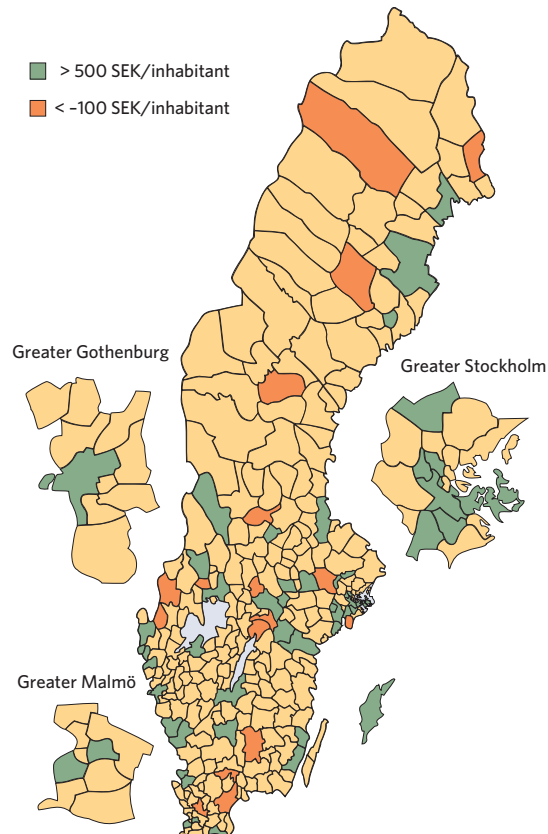 > 500 SEK/inhabitant
< –100 SEK/inhabitant
Greater Gothenburg
Greater Stockholm
Greater Malmö